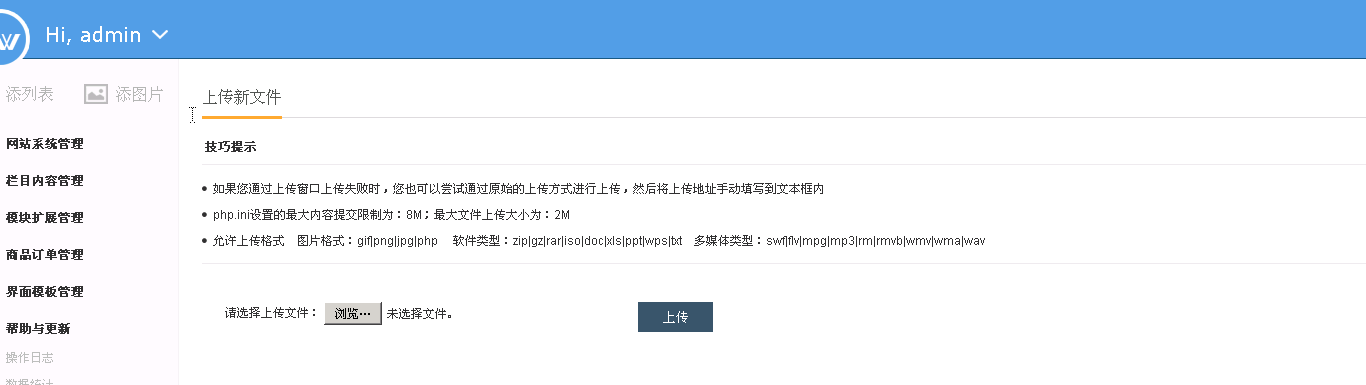 Hi, admin
添列表 添图片
网站系统管理
栏目内容管理
模块扩展管理
商品订单管理
界面模板管理
帮助与更新
操作日志
数据统计
上传新文件
技巧提示
如果您通过上传窗口上传失败时，您也可以尝试通过原始的上传方式进行上传，然后将上传地址手动填写到文本框内
php.ini设置的最大内容提交限制为：8M；最大文件上传大小为：2M
允许上传格式 图片格式：gif|png|jpg|php 软件类型：zip|gz|rar|iso|doc|xls|ppt|wps|txt 多媒体类型：swf|flv|mpg|mp3|rm|rmvb|wmv|wma|wav
请选择上传文件： 浏览… 未选择文件。 上传